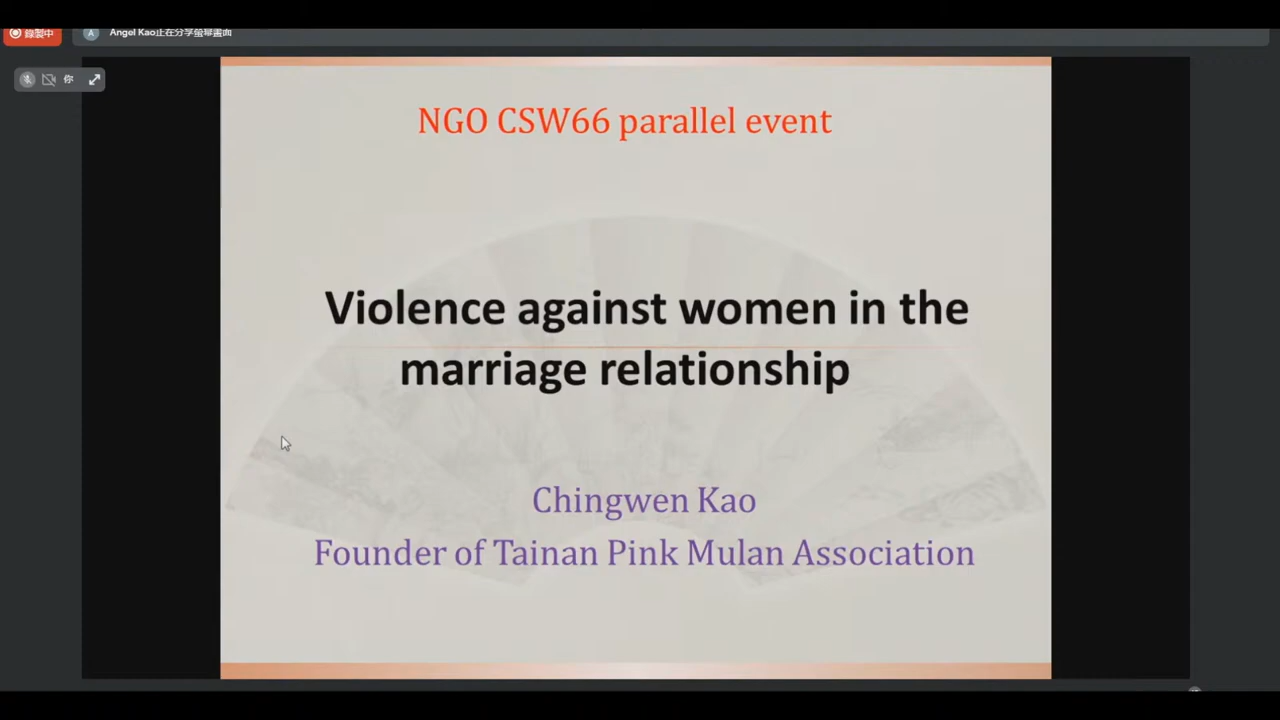 錄製中
A
Angel Kao正在分享螢幕畫面
你
NGO CSW66 parallel event
Violence against women in the
marriage relationship
Chingwen Kao
Founder of Tainan Pink Mulan Association